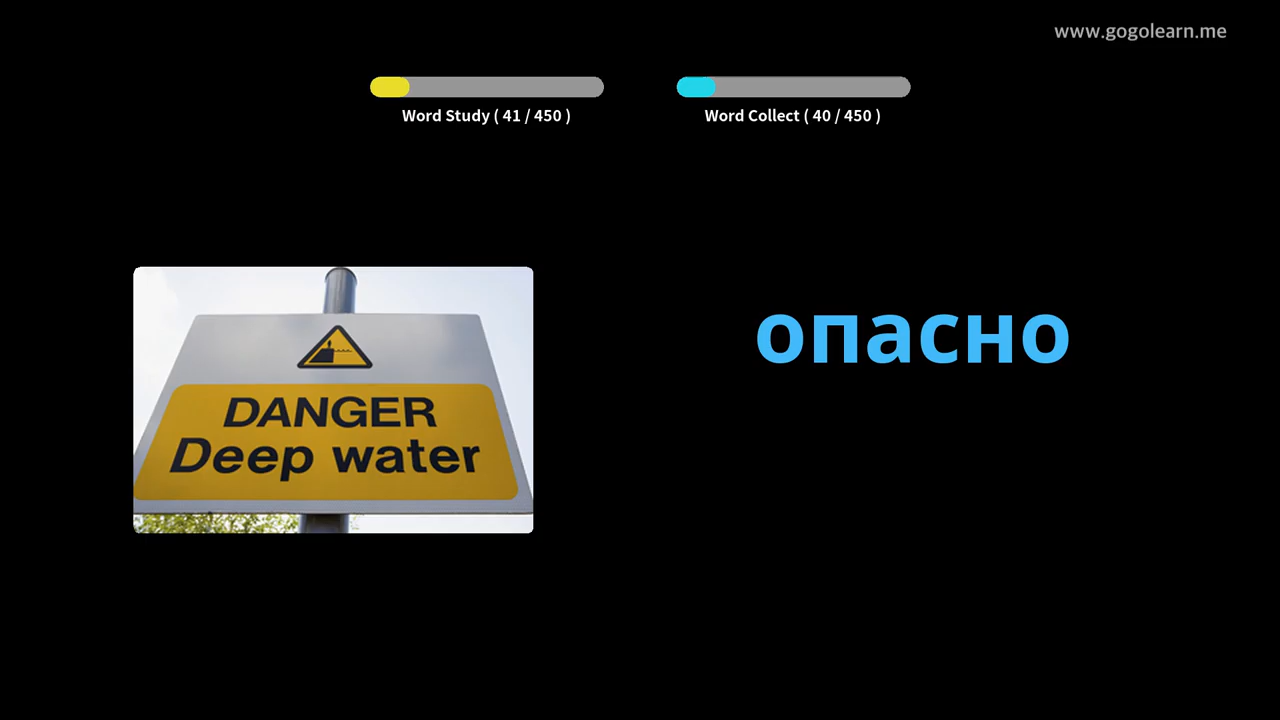 www.gogolearn.me
Word Study ( 41 / 450 )
Word Collect ( 40 / 450 )
DANGER
Deep water
опасно